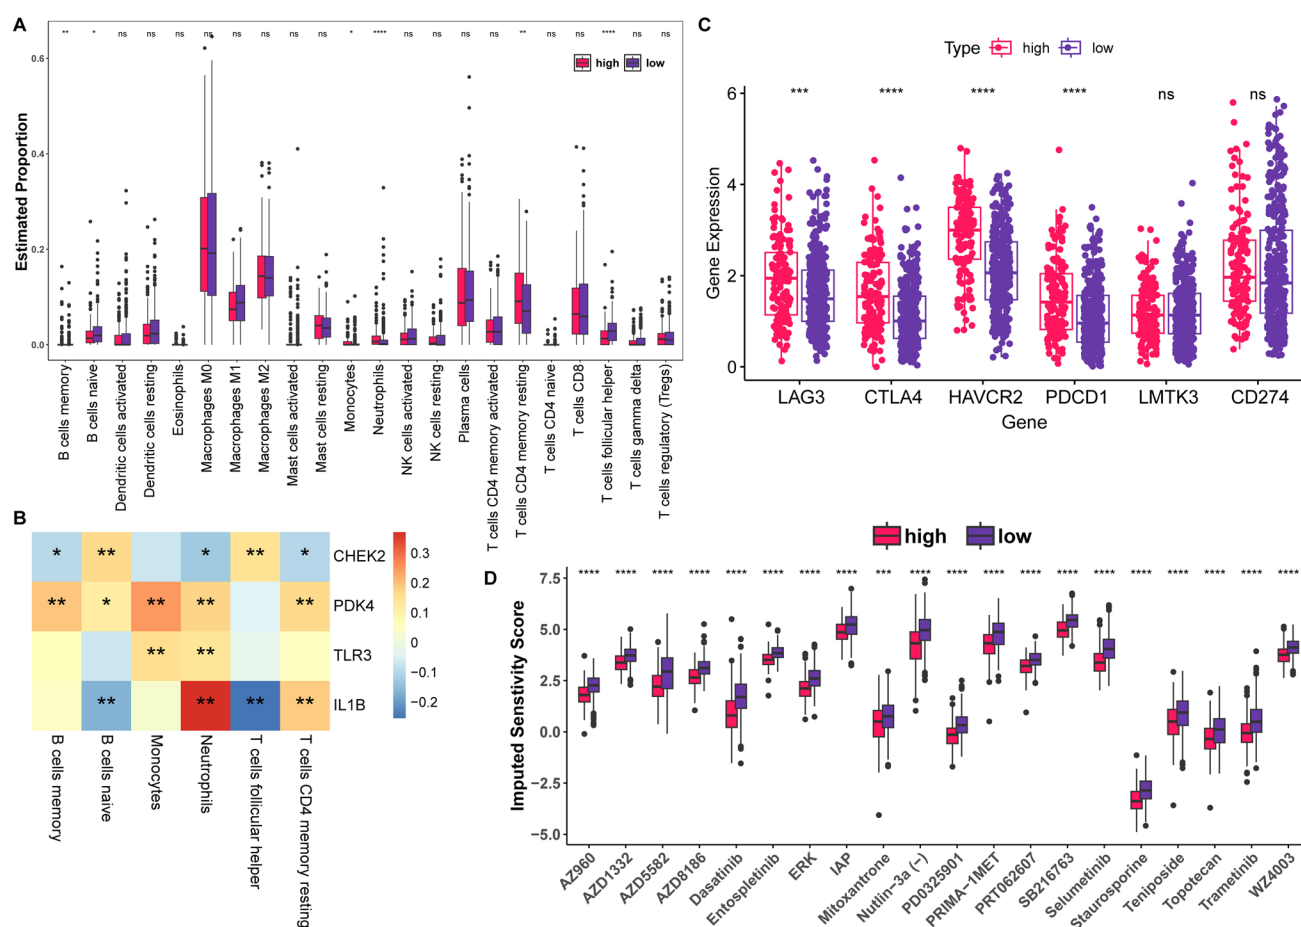 A
** * ns ns ns ns ns ns ns ns * **** ns ns ns ns ** ns ns **** ns ns
high low
Estimated Proportion
0.6
0.4
0.2
0.0
B cells memory
B cells naive
Dendritic cells activated
Dendritic cells resting
Eosinophils
Macrophages M0
Macrophages M1
Macrophages M2
Mast cells activated
Mast cells resting
Monocytes
Neutrophils
NK cells activated
NK cells resting
Plasma cells
T cells CD4 memory activated
T cells CD4 memory resting
T cells CD4 naive
T cells CD8
T cells follicular helper
T cells gamma delta
T cells regulatory (Tregs)
B
* ** * ** * CHEK2
** * ** ** ** PDK4
** ** TLR3
** ** ** ** IL1B
0.3
0.2
0.1
0
−0.1
−0.2
B cells memory
B cells naive
Monocytes
Neutrophils
T cells follicular helper
T cells CD4 memory resting
C
Type high low
*** **** **** **** ns ns
Gene Expression
6
4
2
0
LAG3 CTLA4 HAVCR2 PDCD1 LMTK3 CD274
Gene
high low
D
**** **** **** **** **** **** **** **** *** **** **** **** **** **** **** **** **** **** **** ****
Imputed Senstivity Score
7.5
5.0
2.5
0.0
−2.5
−5.0
AZ960
AZD1332
AZD5582
AZD8186
Dasatinib
Entospletinib
ERK
IAP
Mitoxantrone
Nutlin−3a (−)
PD0325901
PRIMA−1MET
PRT062607
SB216763
Selumetinib
Staurosporine
Teniposide
Topotecan
Trametinib
WZ4003